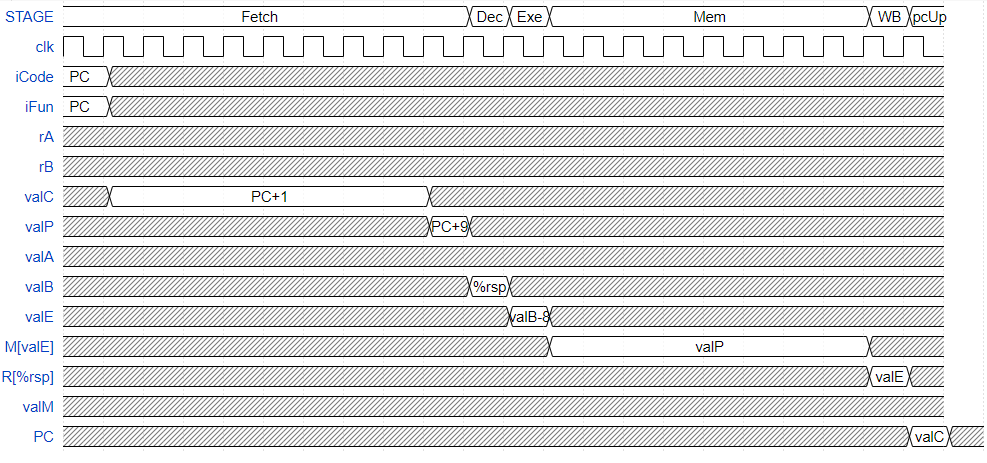 STAGE Fetch Dec Exe Mem WB pcUp
clk
iCode PC
iFun PC
rA
rB
valC PC+1
valP PC+9
valA
valB %rsp
valE valB-8
M[valE] valP
R[%rsp] valE
valM
PC valC